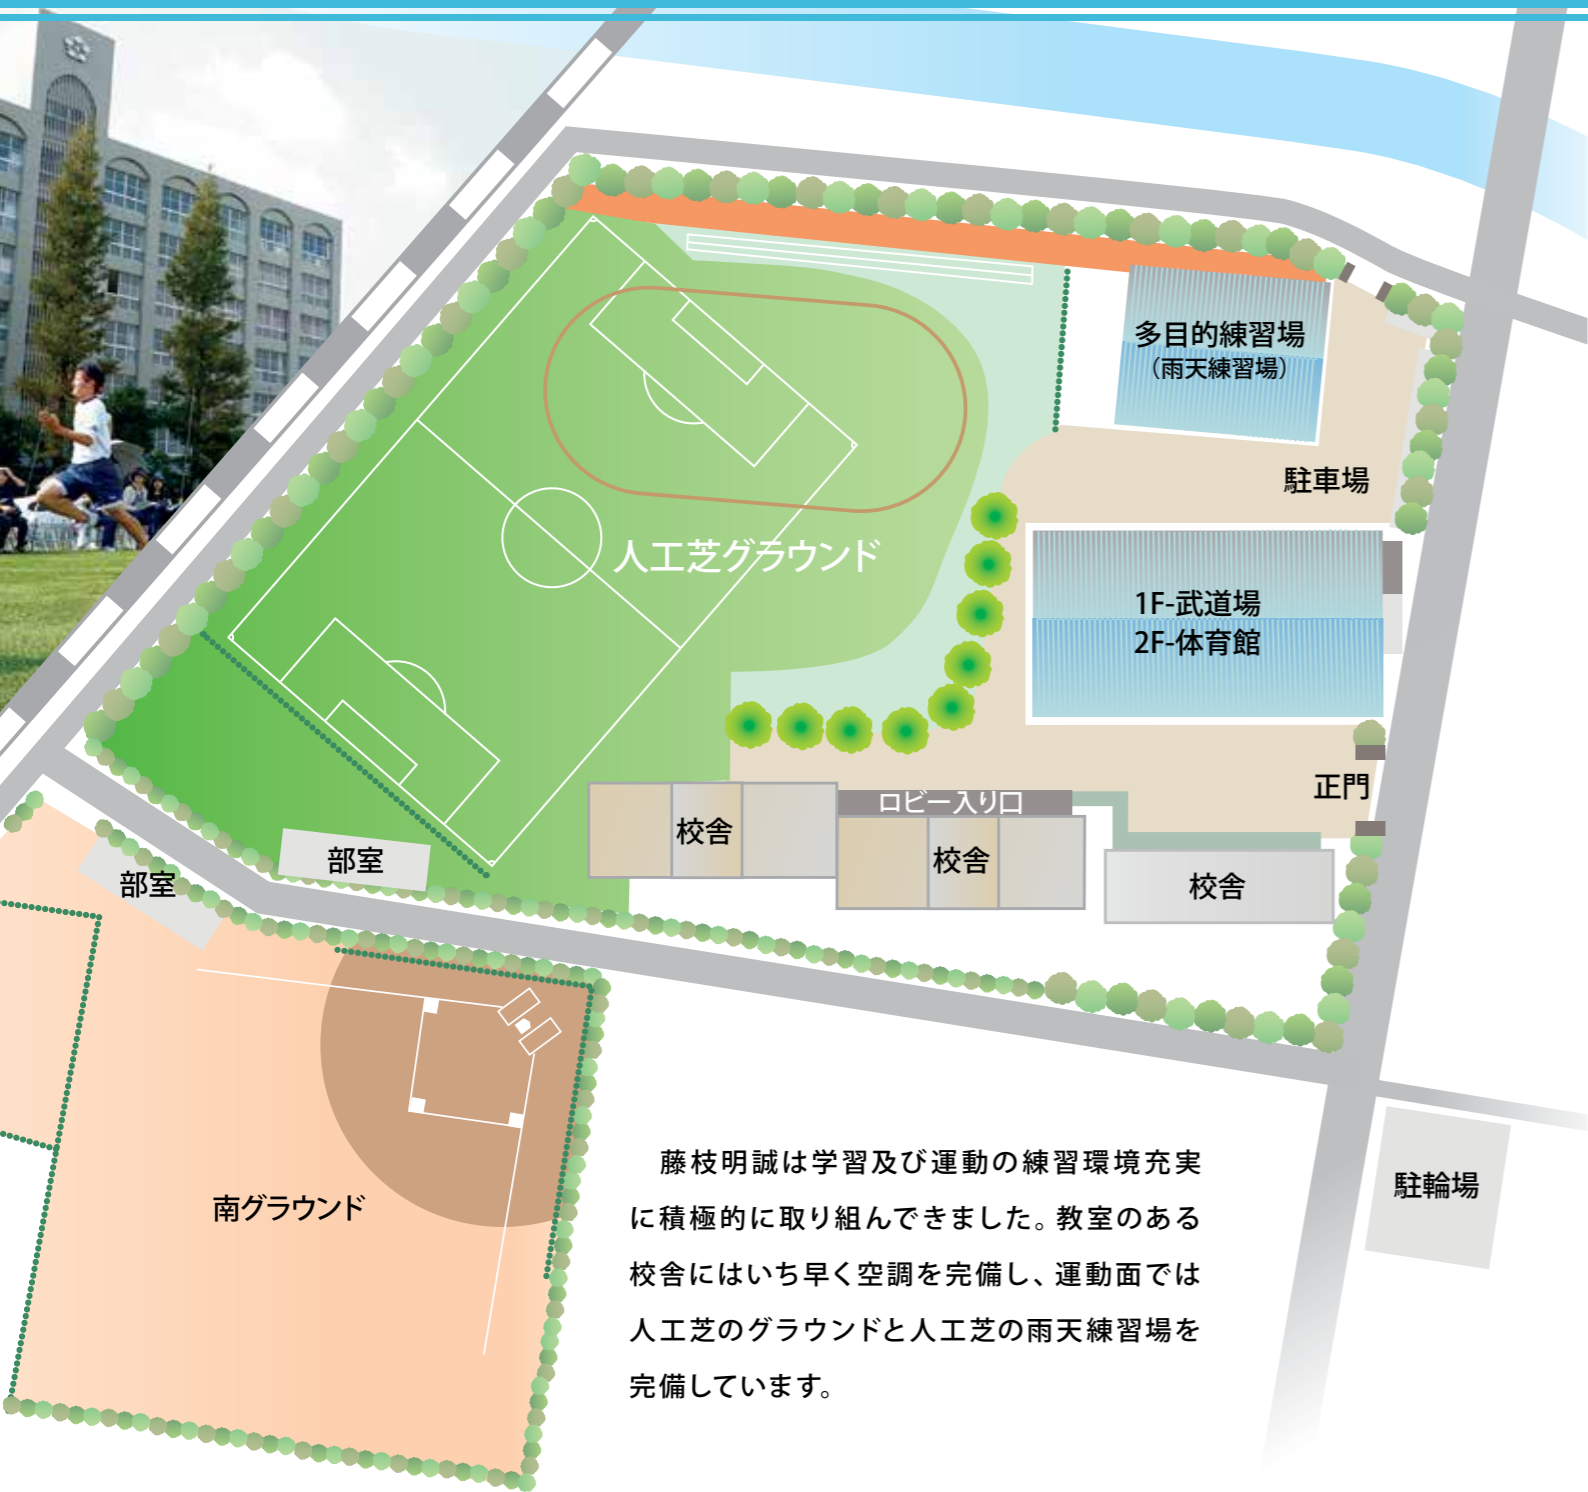 多目的練習場
（雨天練習場）
駐車場
人工芝グラウンド
1F-武道場
2F-体育館
正門
ロビー入り口
校舎
校舎
校舎
部室
部室
南グラウンド
駐輪場
藤枝明誠は学習及び運動の練習環境充実
に積極的に取り組んできました。教室のある
校舎にはいち早く空調を完備し、運動面では
人工芝のグラウンドと人工芝の雨天練習場を
完備しています。